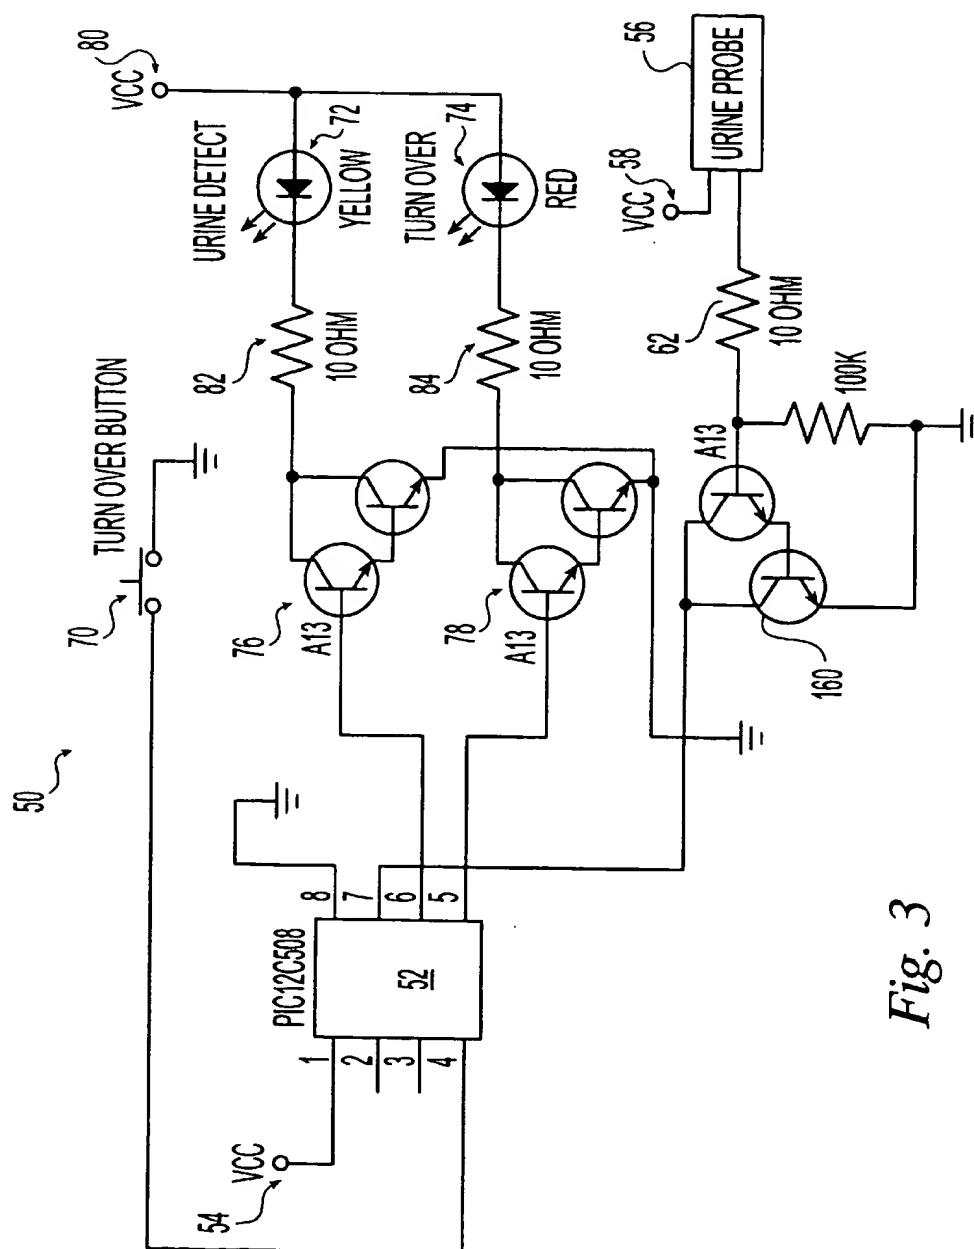 50
TURN OVER BUTTON
70
VCC
80
URINE DETECT
72
YELLOW
82
10 OHM
TURN OVER
74
RED
84
10 OHM
76
A13
78
A13
VCC
54
PIC12C508
52
1
2
3
4
8
7
6
5
VCC
58
56
URINE PROBE
62
10 OHM
100K
A13
160
Fig. 3